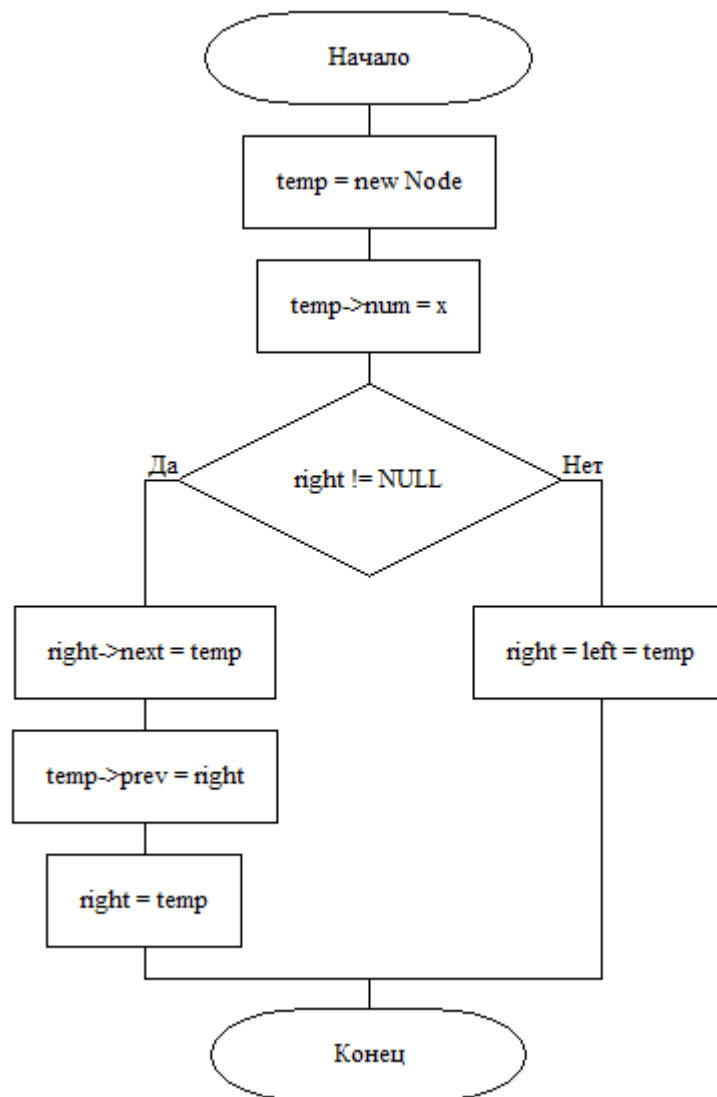 Начало
temp = new Node
temp->num = x
Да
right != NULL
Нет
right->next = temp
right = left = temp
temp->prev = right
right = temp
Конец